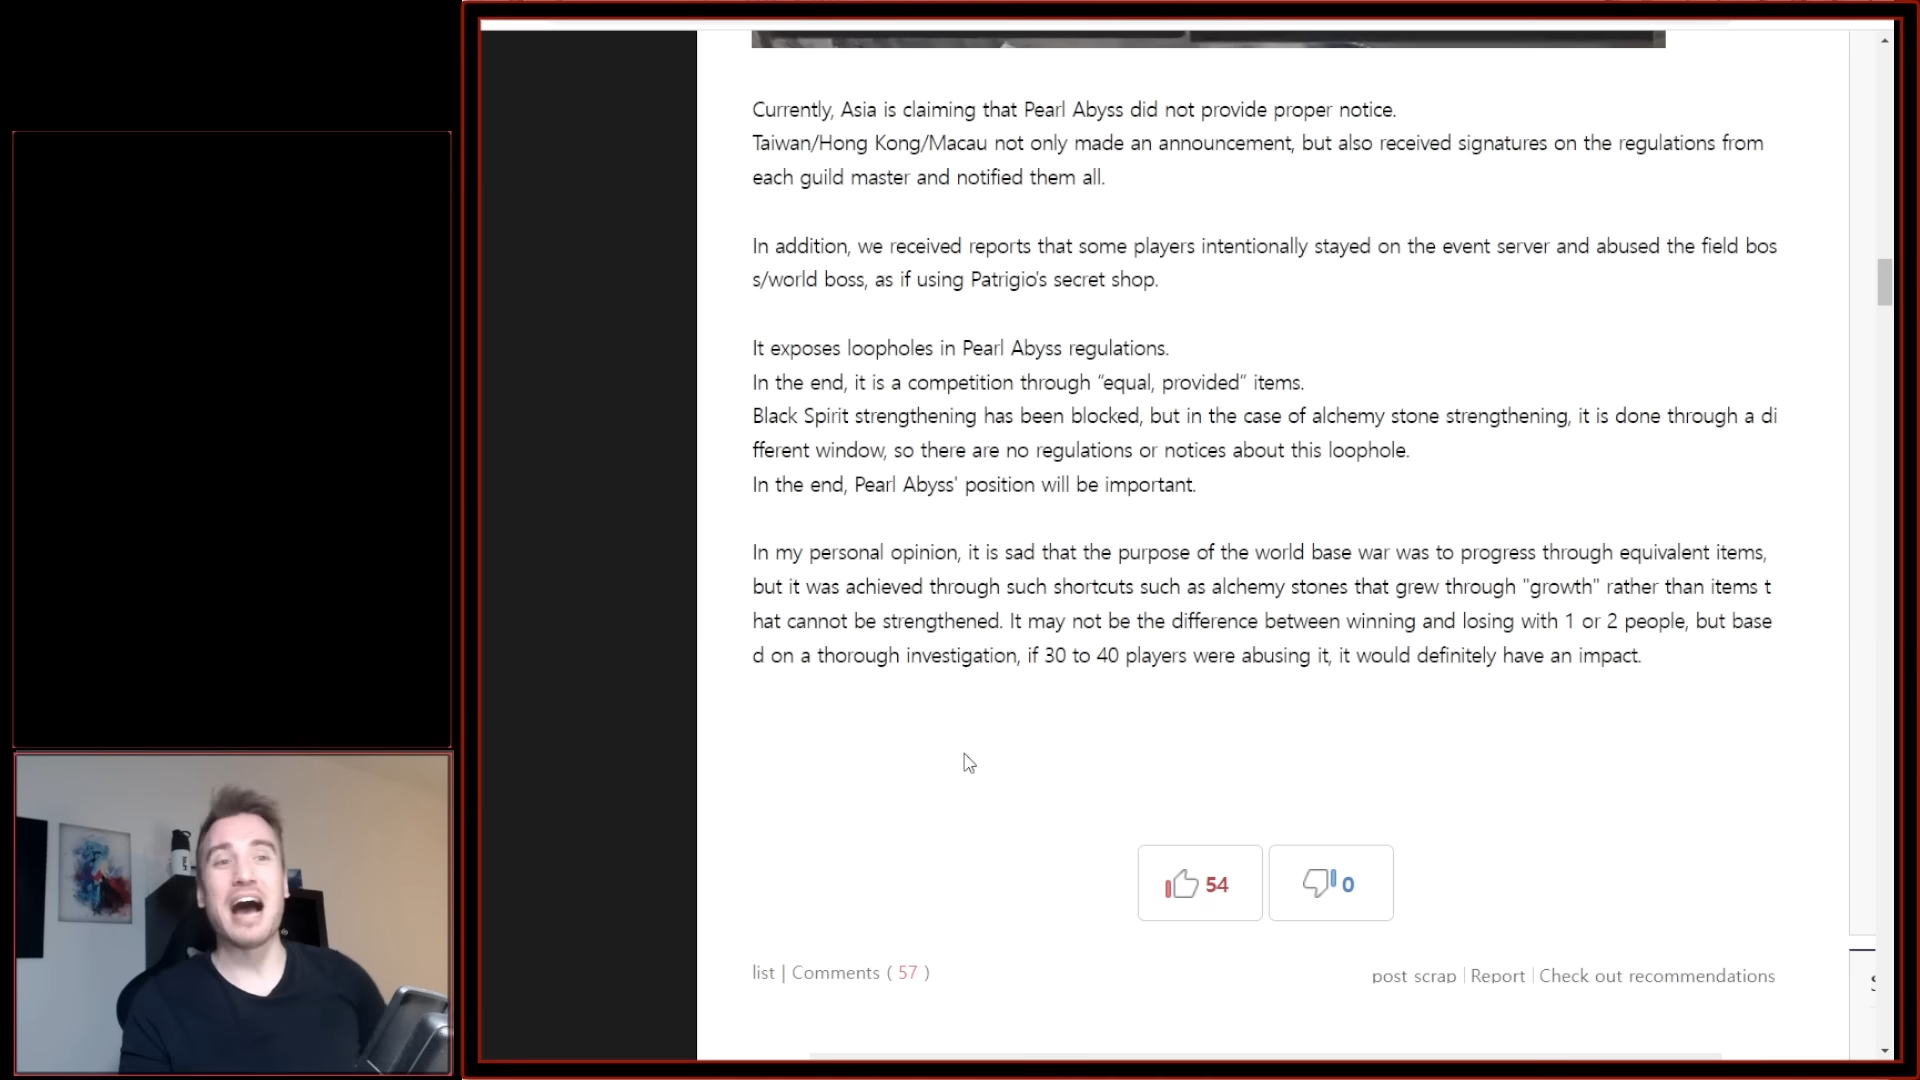 Currently, Asia is claiming that Pearl Abyss did not provide proper notice.
Taiwan/Hong Kong/Macau not only made an announcement, but also received signatures on the regulations from
each guild master and notified them all.
In addition, we received reports that some players intentionally stayed on the event server and abused the field bos
s/world boss, as if using Patrigio's secret shop.
It exposes loopholes in Pearl Abyss regulations.
In the end, it is a competition through “equal, provided” items.
Black Spirit strengthening has been blocked, but in the case of alchemy stone strengthening, it is done through a di
fferent window, so there are no regulations or notices about this loophole.
In the end, Pearl Abyss' position will be important.
In my personal opinion, it is sad that the purpose of the world base war was to progress through equivalent items,
but it was achieved through such shortcuts such as alchemy stones that grew through "growth" rather than items t
hat cannot be strengthened. It may not be the difference between winning and losing with 1 or 2 people, but base
d on a thorough investigation, if 30 to 40 players were abusing it, it would definitely have an impact.
54
0
list | Comments ( 57 )
post scrap | Report | Check out recommendations